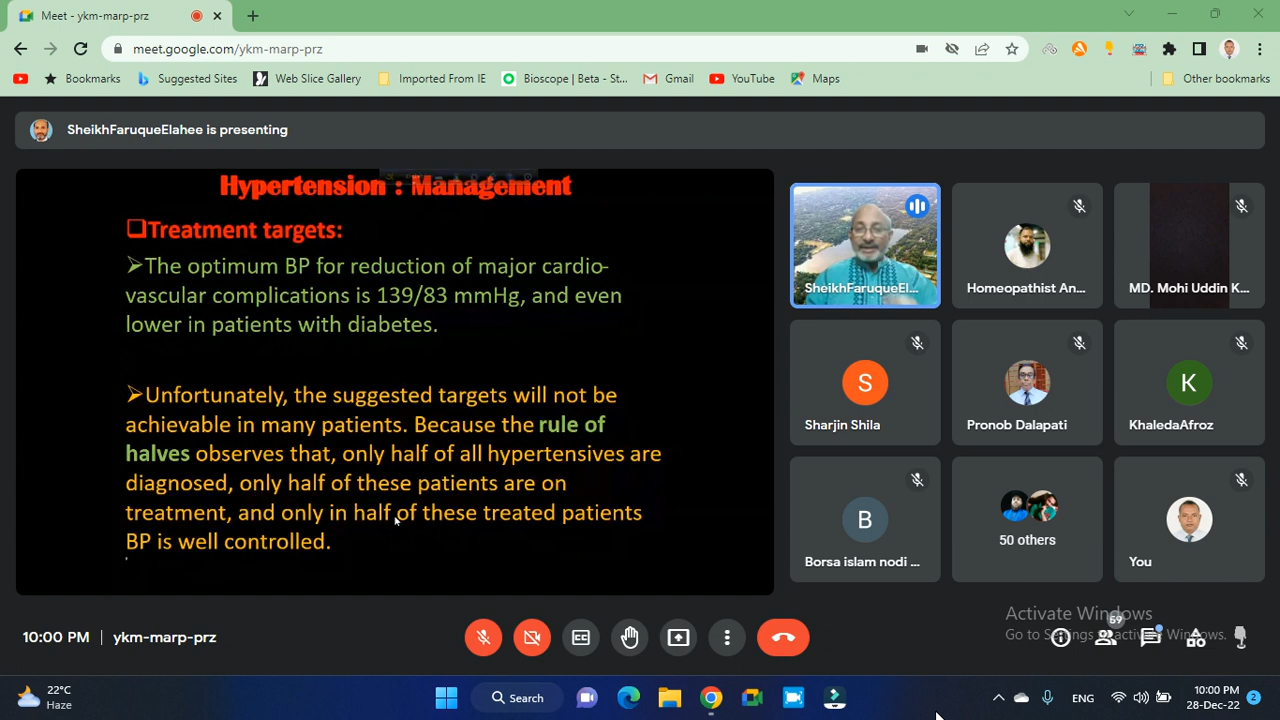 Meet - ykm-marp-prz
meet.google.com/ykm-marp-prz
Bookmarks
Suggested Sites
Web Slice Gallery
Imported From IE
Bioscope | Beta - St...
Gmail
YouTube
Maps
Other bookmarks
SheikhFaruqueElahee is presenting
Hypertension : Management
❑Treatment targets:
➢The optimum BP for reduction of major cardio-
vascular complications is 139/83 mmHg, and even
lower in patients with diabetes.
➢Unfortunately, the suggested targets will not be
achievable in many patients. Because the rule of
halves observes that, only half of all hypertensives are
diagnosed, only half of these patients are on
treatment, and only in half of these treated patients
BP is well controlled.
SheikhFaruqueEl...
Homeopathist An...
MD. Mohi Uddin K...
S
Sharjin Shila
Pronob Dalapati
K
KhaledaAfroz
B
Borsa islam nodi ...
50 others
You
10:00 PM | ykm-marp-prz
CC
59
Activate Windows
Go to Settings to activate Windows.
22°C
Haze
Search
ENG
10:00 PM
28-Dec-22
2